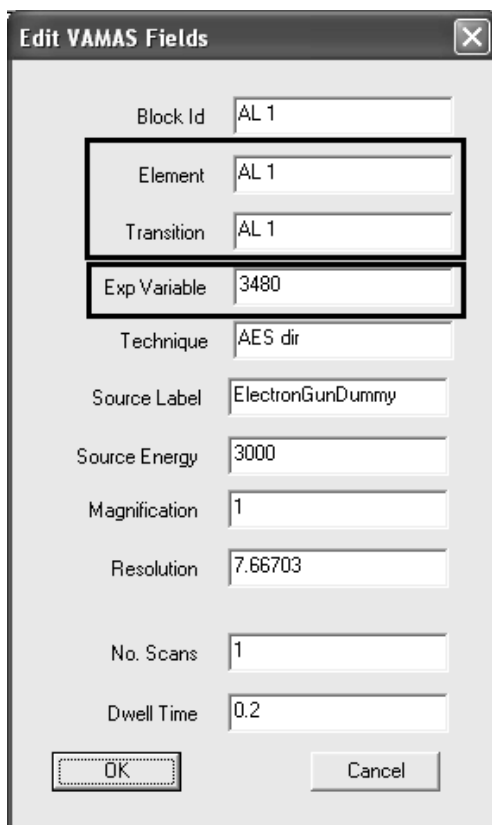 Edit VAMAS Fields
Block Id AL 1
Element AL 1
Transition AL 1
Exp Variable 3480
Technique AES dir
Source Label ElectronGunDummy
Source Energy 3000
Magnification 1
Resolution 7.66703
No. Scans 1
Dwell Time 0.2
OK Cancel